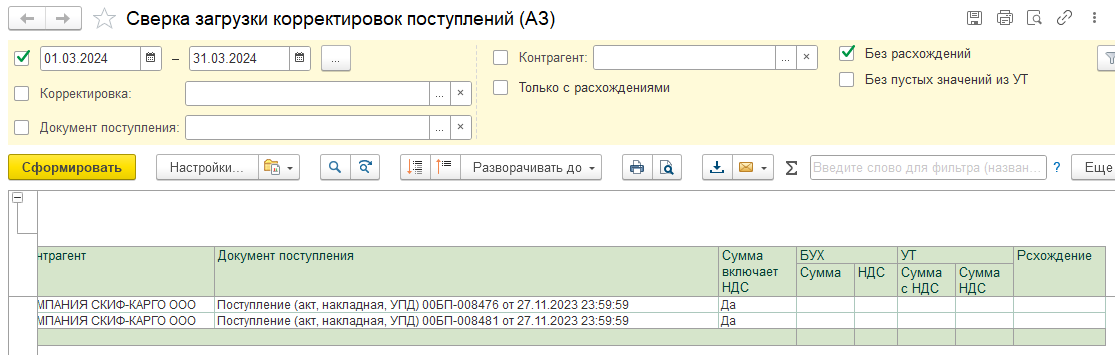 Сверка загрузки корректировок поступлений (АЗ)
01.03.2024 – 31.03.2024 ...
Контрагент: ... ×
Без расхождений
Корректировка: ... ×
Только с расхождениями
Без пустых значений из УТ
Документ поступления: ... ×
Сформировать Настройки... Разворачивать до Σ Введите слово для фильтра (назван... ? Еще
нтрагент Документ поступления Сумма включает НДС БУХ УТ Рсхождение
Сумма НДС Сумма с НДС Сумма НДС
МПАНИЯ СКИФ-КАРГО ООО Поступление (акт, накладная, УПД) 00БП-008476 от 27.11.2023 23:59:59 Да
МПАНИЯ СКИФ-КАРГО ООО Поступление (акт, накладная, УПД) 00БП-008481 от 27.11.2023 23:59:59 Да